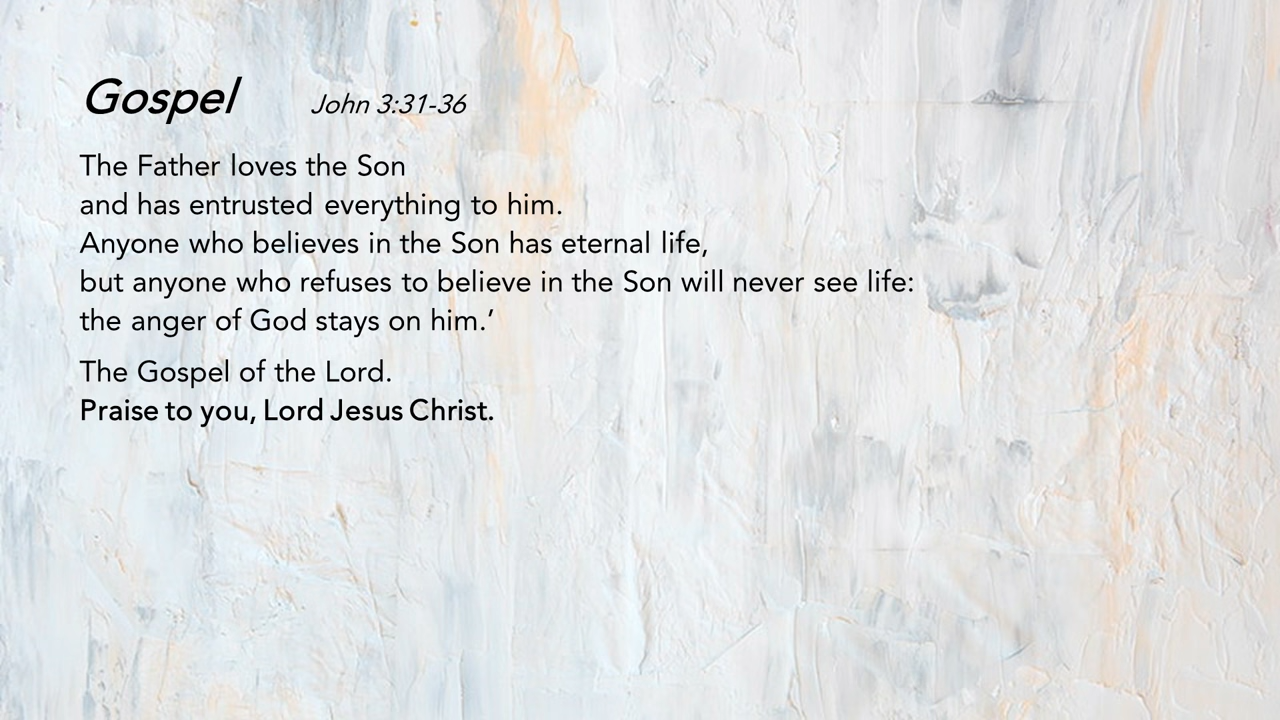 Gospel John 3:31-36
The Father loves the Son
and has entrusted everything to him.
Anyone who believes in the Son has eternal life,
but anyone who refuses to believe in the Son will never see life:
the anger of God stays on him.’
The Gospel of the Lord.
Praise to you, Lord Jesus Christ.